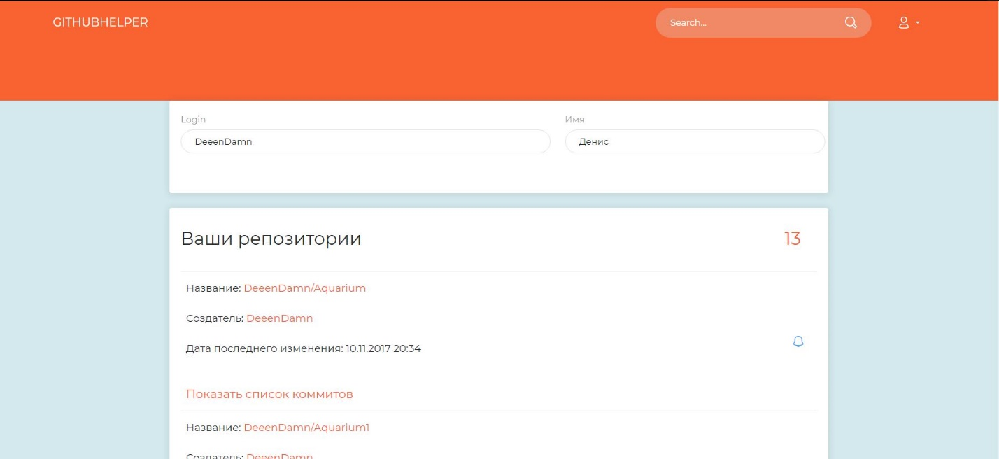 GITHUBHELPER
Search...
Login
Имя
DeeenDamn
Денис
Ваши репозитории
13
Название: DeeenDamn/Aquarium
Создатель: DeeenDamn
Дата последнего изменения: 10.11.2017 20:34
Показать список коммитов
Название: DeeenDamn/Aquarium1
Создатель: DeeenDamn